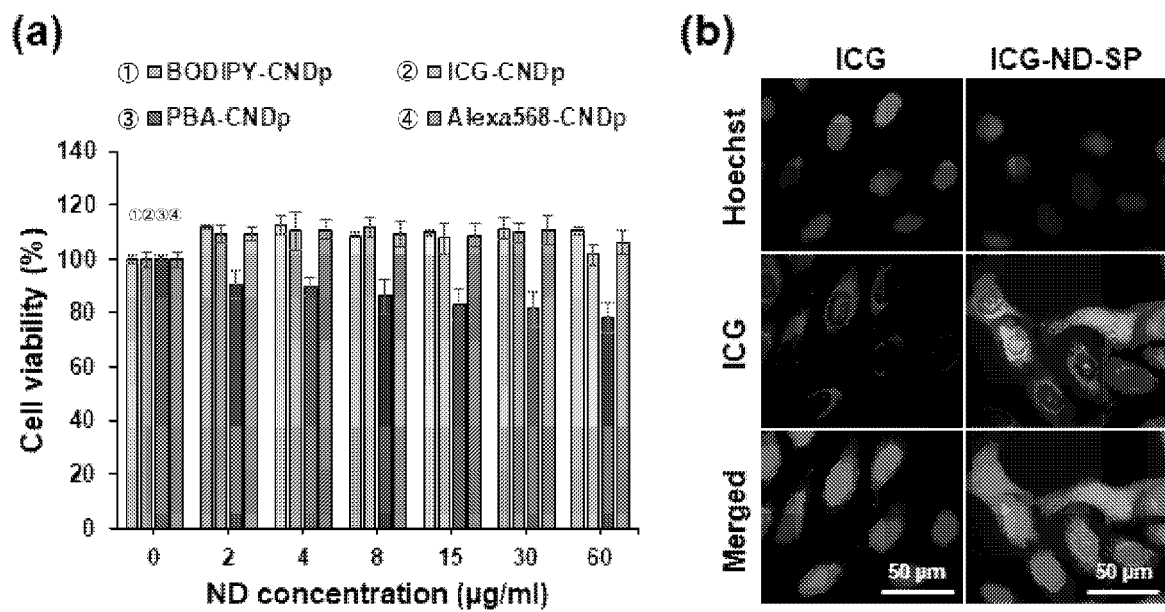 (a)
① BODIPY-CNDp ② ICG-CNDp
③ PBA-CNDp ④ Alexa568-CNDp
140
120
100
80
60
40
20
0
①②③④
Cell viability (%)
0 2 4 8 15 30 60
ND concentration (µg/ml)
(b)
ICG ICG-ND-SP
Hoechst
ICG
Merged
50 µm 50 µm